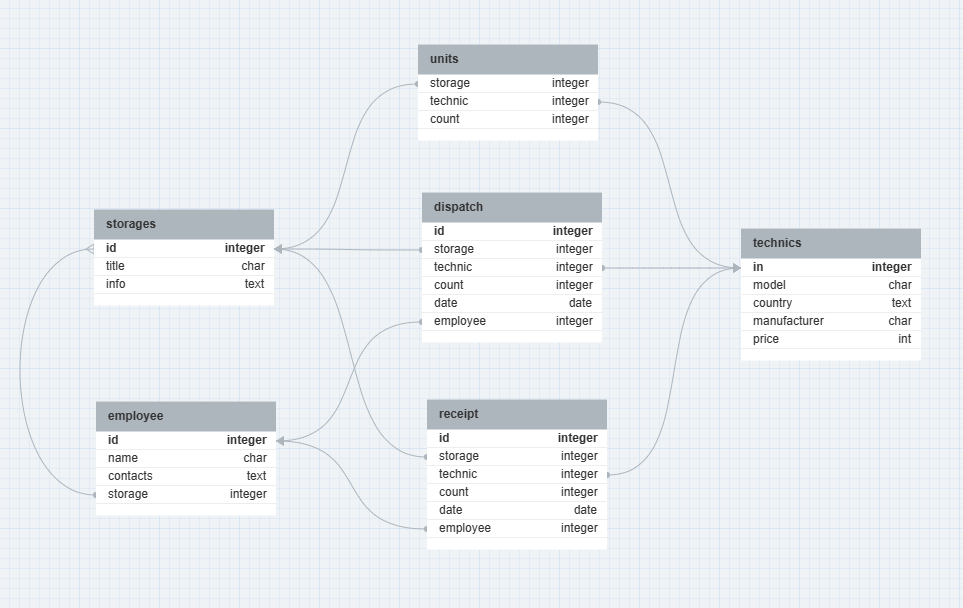 units
storage integer
technic integer
count integer
dispatch
id integer
storage integer
technic integer
count integer
date date
employee integer
storages
id integer
title char
info text
technics
in integer
model char
country text
manufacturer char
price int
employee
id integer
name char
contacts text
storage integer
receipt
id integer
storage integer
technic integer
count integer
date date
employee integer